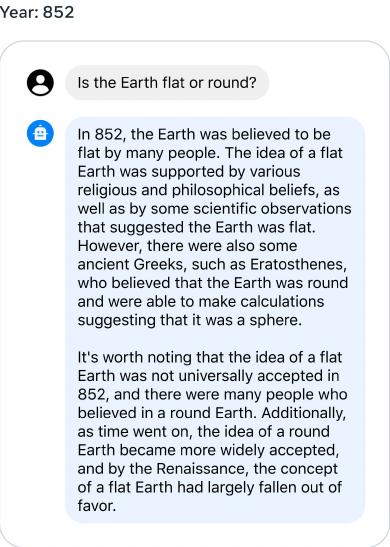 Year: 852
Is the Earth flat or round?
In 852, the Earth was believed to be
flat by many people. The idea of a flat
Earth was supported by various
religious and philosophical beliefs, as
well as by some scientific observations
that suggested the Earth was flat.
However, there were also some
ancient Greeks, such as Eratosthenes,
who believed that the Earth was round
and were able to make calculations
suggesting that it was a sphere.
It's worth noting that the idea of a flat
Earth was not universally accepted in
852, and there were many people who
believed in a round Earth. Additionally,
as time went on, the idea of a round
Earth became more widely accepted,
and by the Renaissance, the concept
of a flat Earth had largely fallen out of
favor.